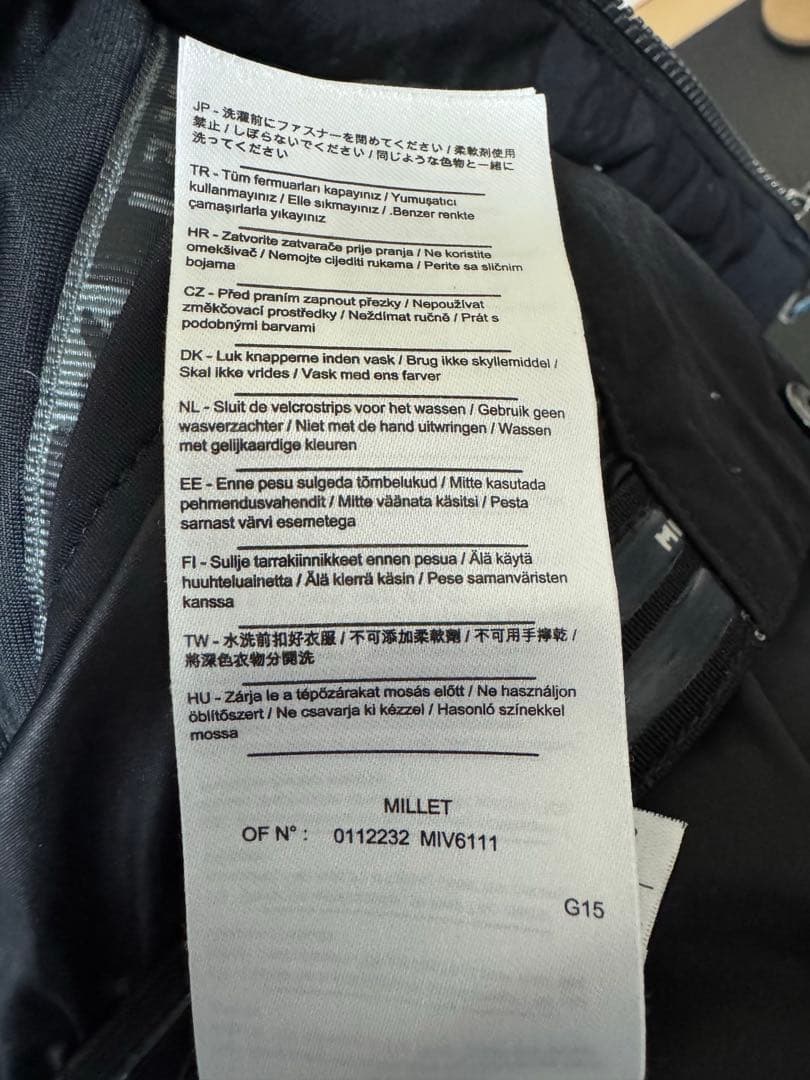 JP - 洗濯前にファスナーを閉めてください / 柔軟剤使用
禁止 / しぼらないでください / 同じような色物と一緒に
洗ってください
TR - Tüm fermuarları kapayınız / Yumuşatıcı
kullanmayınız / Elle sıkmayınız / .Benzer renkte
çamaşırlarla yıkayınız
HR - Zatvorite zatvarače prije pranja / Ne koristite
omekšivač / Nemojte cijediti rukama / Perite sa sličnim
bojama
CZ - Před praním zapnout přezky / Nepoužívat
změkčovací prostředky / Neždímat ručně / Prát s
podobnými barvami
DK - Luk knapperne inden vask / Brug ikke skyllemiddel /
Skal ikke vrides / Vask med ens farver
NL - Sluit de velcrostrips voor het wassen / Gebruik geen
wasverzachter / Niet met de hand uitwringen / Wassen
met gelijkaardige kleuren
EE - Enne pesu sulgeda tõmbelukud / Mitte kasutada
pehmendusvahendit / Mitte väänata käsitsi / Pesta
sarnast värvi esemetega
FI - Sulje tarrakiinnikkeet ennen pesua / Älä käytä
huuhteluainetta / Älä kierrä käsin / Pese samanväristen
kanssa
TW - 水洗前扣好衣服 / 不可添加柔軟劑 / 不可用手擰乾 /
將深色衣物分開洗
HU - Zárja le a tépőzárakat mosás előtt / Ne használjon
öblítőszert / Ne csavarja ki kézzel / Hasonló színekkel
mossa
MILLET
OF N° : 0112232 MIV6111
G15